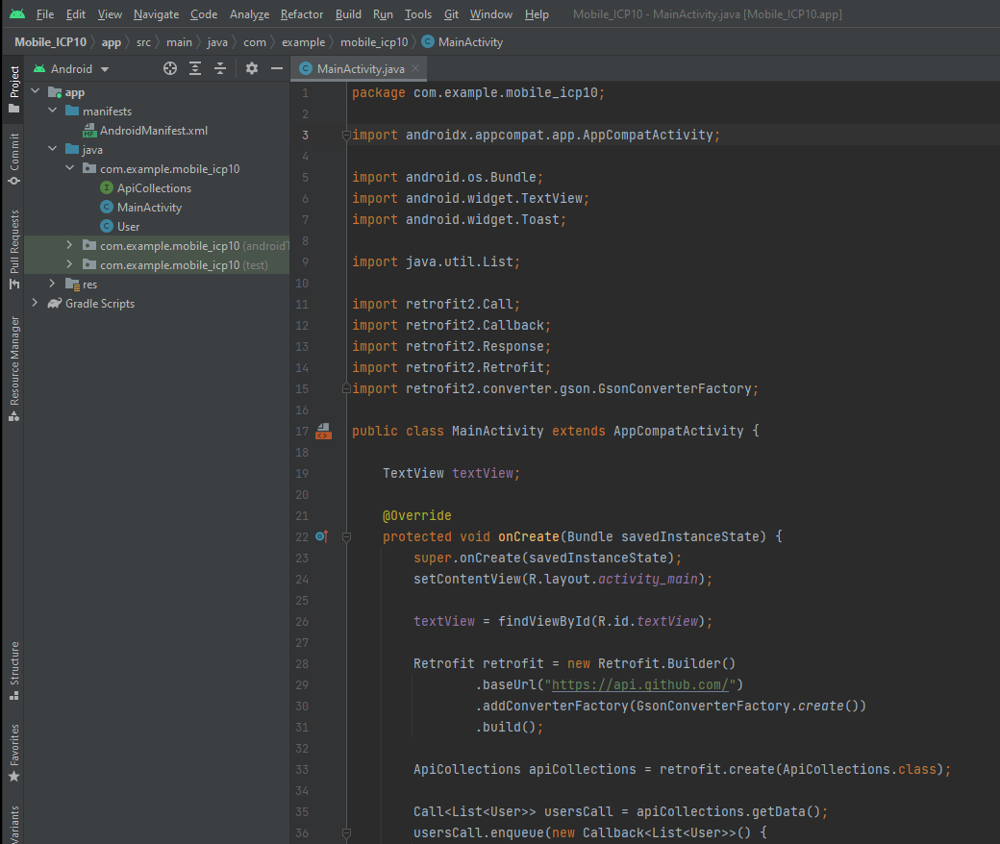 File Edit View Navigate Code Analyze Refactor Build Run Tools Git Window Help Mobile_ICP10 - MainActivity.java [Mobile_ICP10.app]
Mobile_ICP10 app src main java com example mobile_icp10 C MainActivity
Android
C MainActivity.java
Project
Commit
Pull Requests
Resource Manager
Structure
Favorites
Variants
app
manifests
MF AndroidManifest.xml
java
com.example.mobile_icp10
I ApiCollections
C MainActivity
C User
com.example.mobile_icp10 (androidT
com.example.mobile_icp10 (test)
res
Gradle Scripts
1 package com.example.mobile_icp10;
2
3 import androidx.appcompat.app.AppCompatActivity;
4
5 import android.os.Bundle;
6 import android.widget.TextView;
7 import android.widget.Toast;
8
9 import java.util.List;
10
11 import retrofit2.Call;
12 import retrofit2.Callback;
13 import retrofit2.Response;
14 import retrofit2.Retrofit;
15 import retrofit2.converter.gson.GsonConverterFactory;
16
17 public class MainActivity extends AppCompatActivity {
18
19 TextView textView;
20
21 @Override
22 protected void onCreate(Bundle savedInstanceState) {
23 super.onCreate(savedInstanceState);
24 setContentView(R.layout.activity_main);
25
26 textView = findViewById(R.id.textView);
27
28 Retrofit retrofit = new Retrofit.Builder()
29 .baseUrl("https://api.github.com/")
30 .addConverterFactory(GsonConverterFactory.create())
31 .build();
32
33 ApiCollections apiCollections = retrofit.create(ApiCollections.class);
34
35 Call<List<User>> usersCall = apiCollections.getData();
36 usersCall.enqueue(new Callback<List<User>>() {